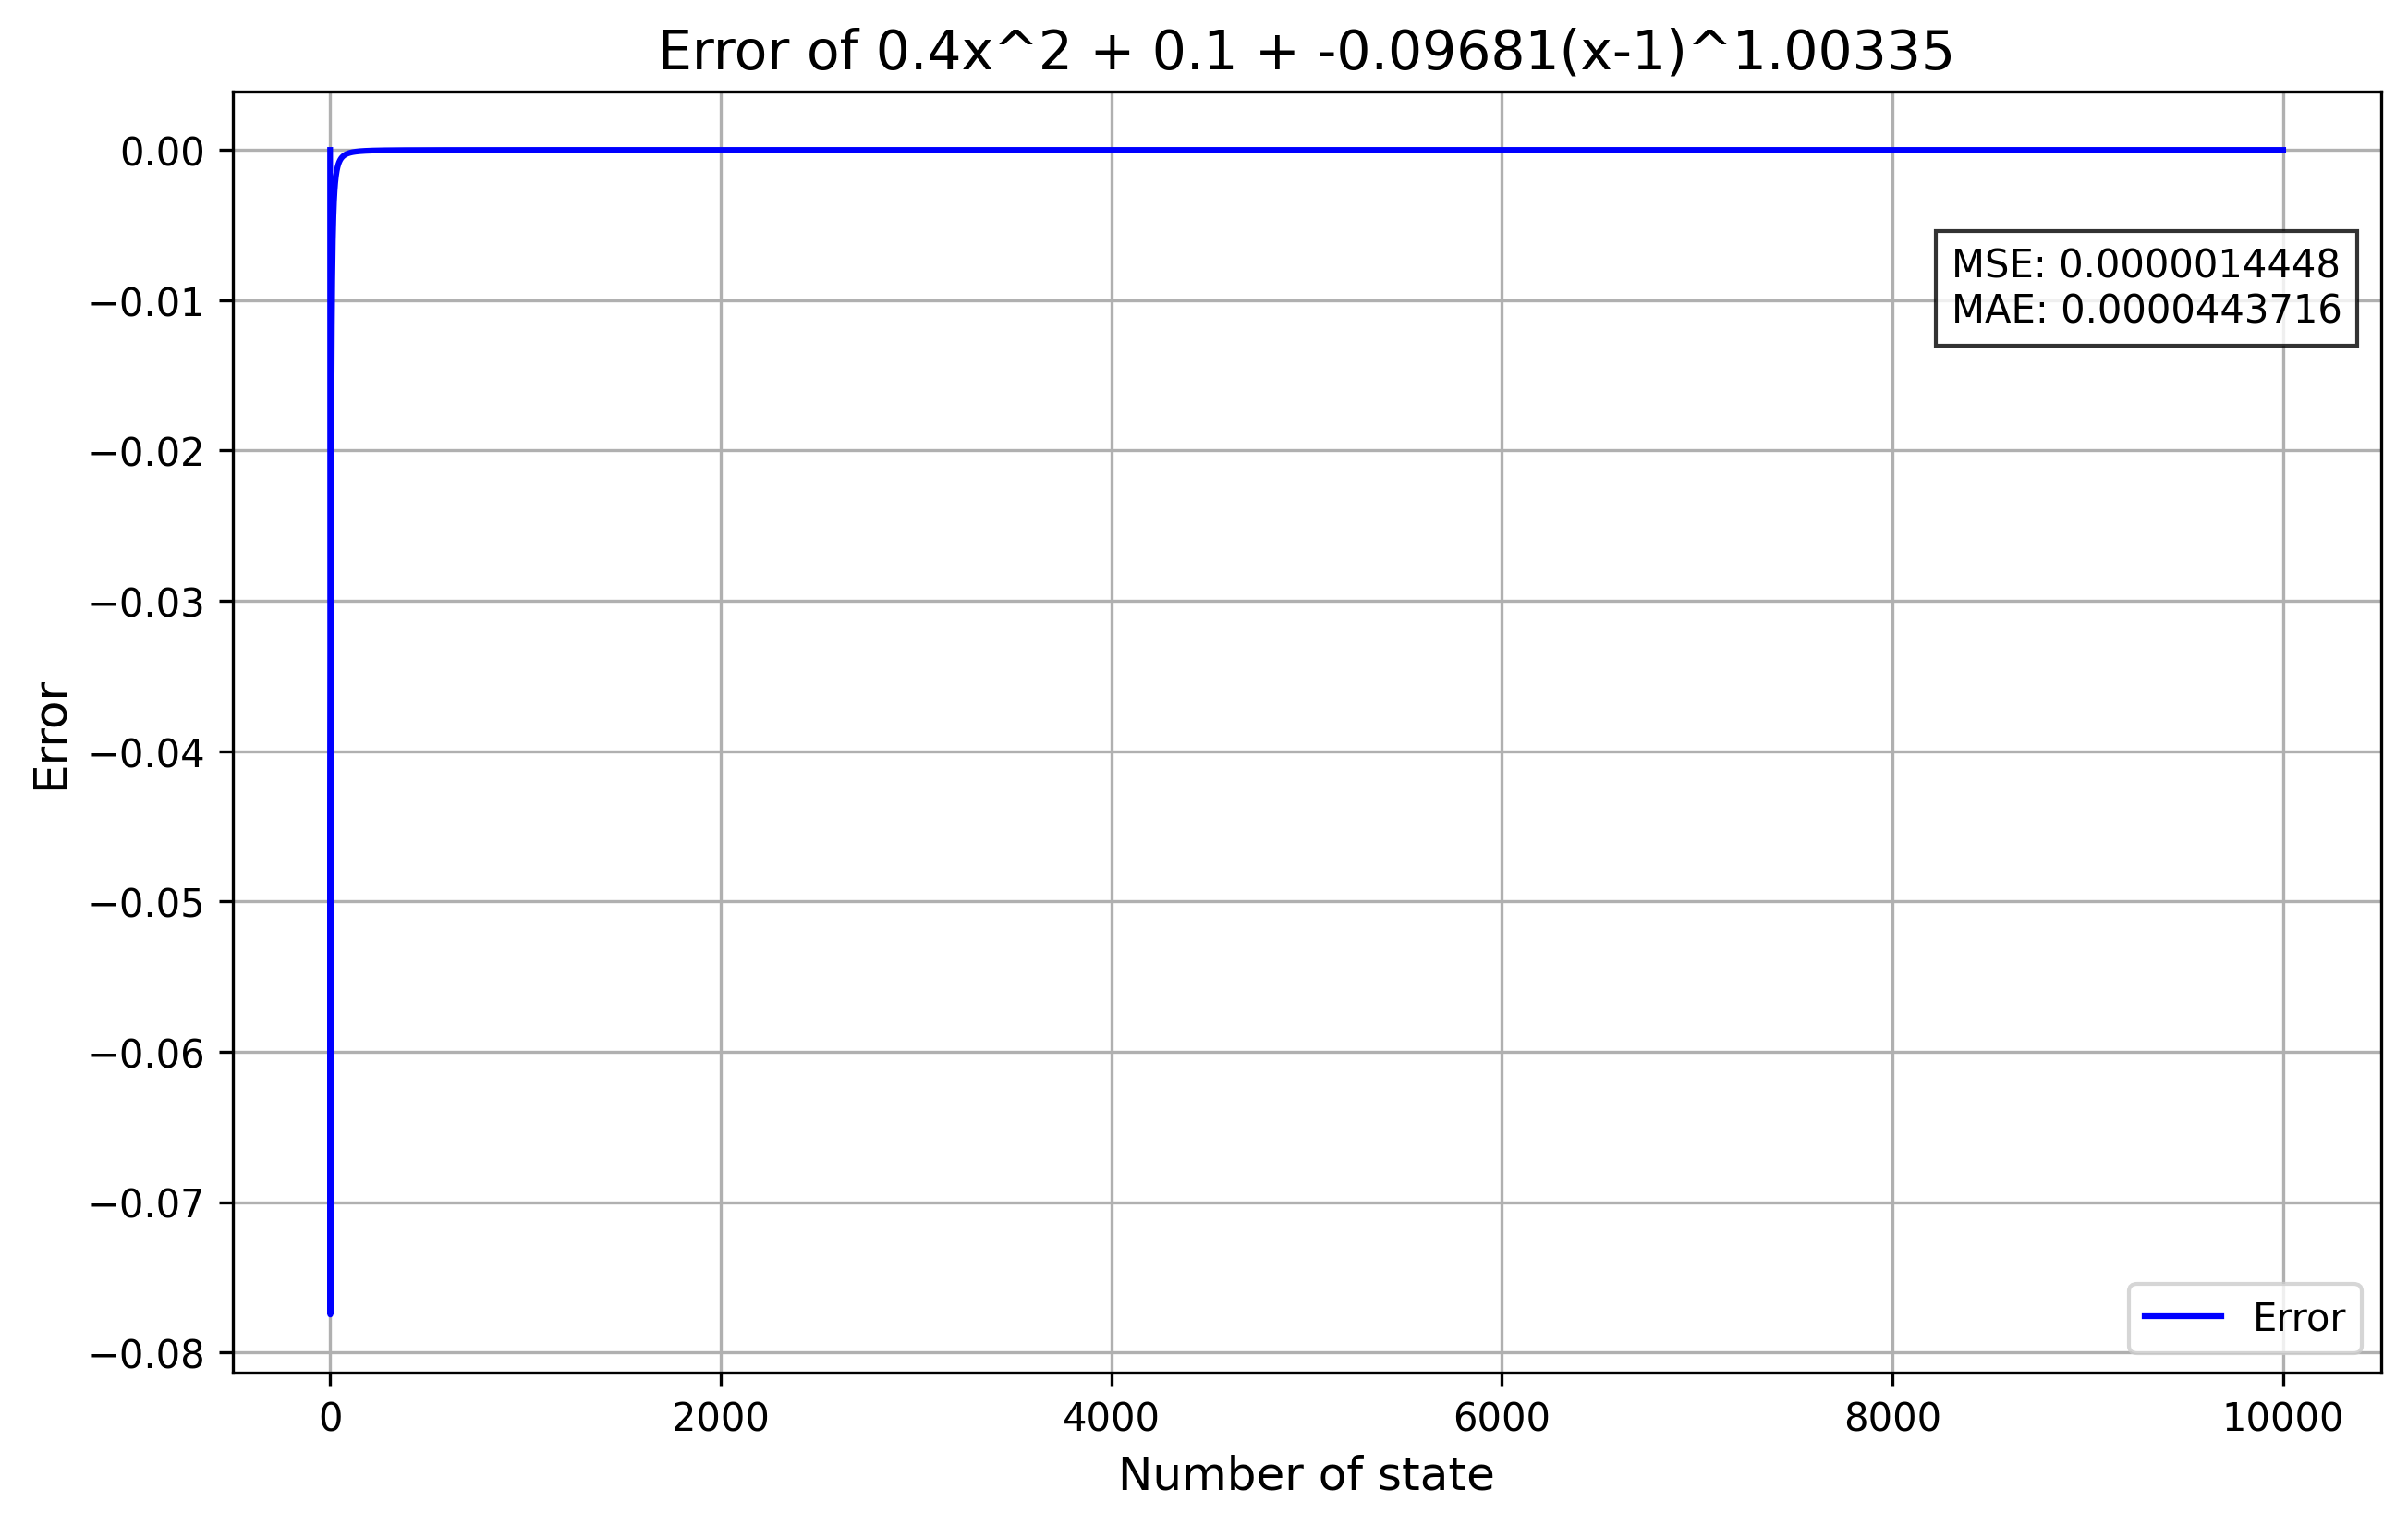 Error of 0.4x^2 + 0.1 + -0.09681(x-1)^1.00335
0.00
−0.01
−0.02
−0.03
−0.04
−0.05
−0.06
−0.07
−0.08
Error
MSE: 0.0000014448
MAE: 0.0000443716
Error
0
2000
4000
6000
8000
10000
Number of state